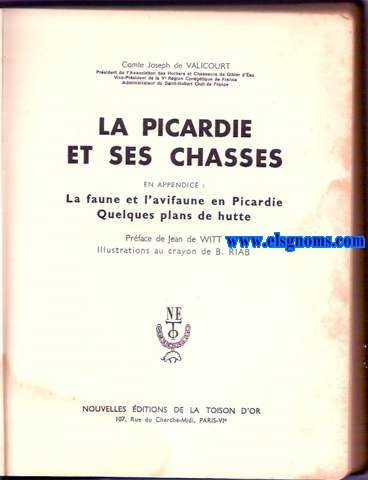 Comte Joseph de VALICOURT
Président de l'Association des Huttiers et Chasseurs de Gibier d'Eau
Vice-Président de la Vᵉ Région Cynégétique de France
Administrateur du Saint-Hubert Club de France
LA PICARDIE
ET SES CHASSES
EN APPENDICE :
La faune et l'avifaune en Picardie
Quelques plans de hutte
Préface de Jean de WITT
www.elsgnoms.com
Illustrations au crayon de B. RIAB
NE
TO
NOUVELLES ÉDITIONS DE LA TOISON D'OR
107, Rue du Cherche-Midi, PARIS-VIᵉ